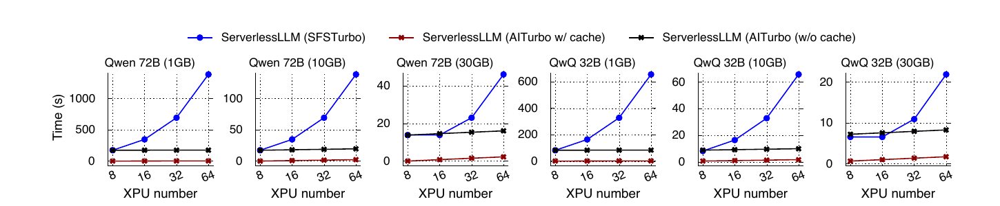 ServerlessLLM (SFSTurbo) ServerlessLLM (AITurbo w/ cache) ServerlessLLM (AITurbo (w/o cache)
Qwen 72B (1GB) Qwen 72B (10GB) Qwen 72B (30GB) QwQ 32B (1GB) QwQ 32B (10GB) QwQ 32B (30GB)
Time (s)
1000
500
0
8 16 32 64
XPU number
100
50
0
8 16 32 64
XPU number
40
20
0
8 16 32 64
XPU number
600
400
200
0
8 16 32 64
XPU number
60
40
20
0
8 16 32 64
XPU number
20
10
0
8 16 32 64
XPU number